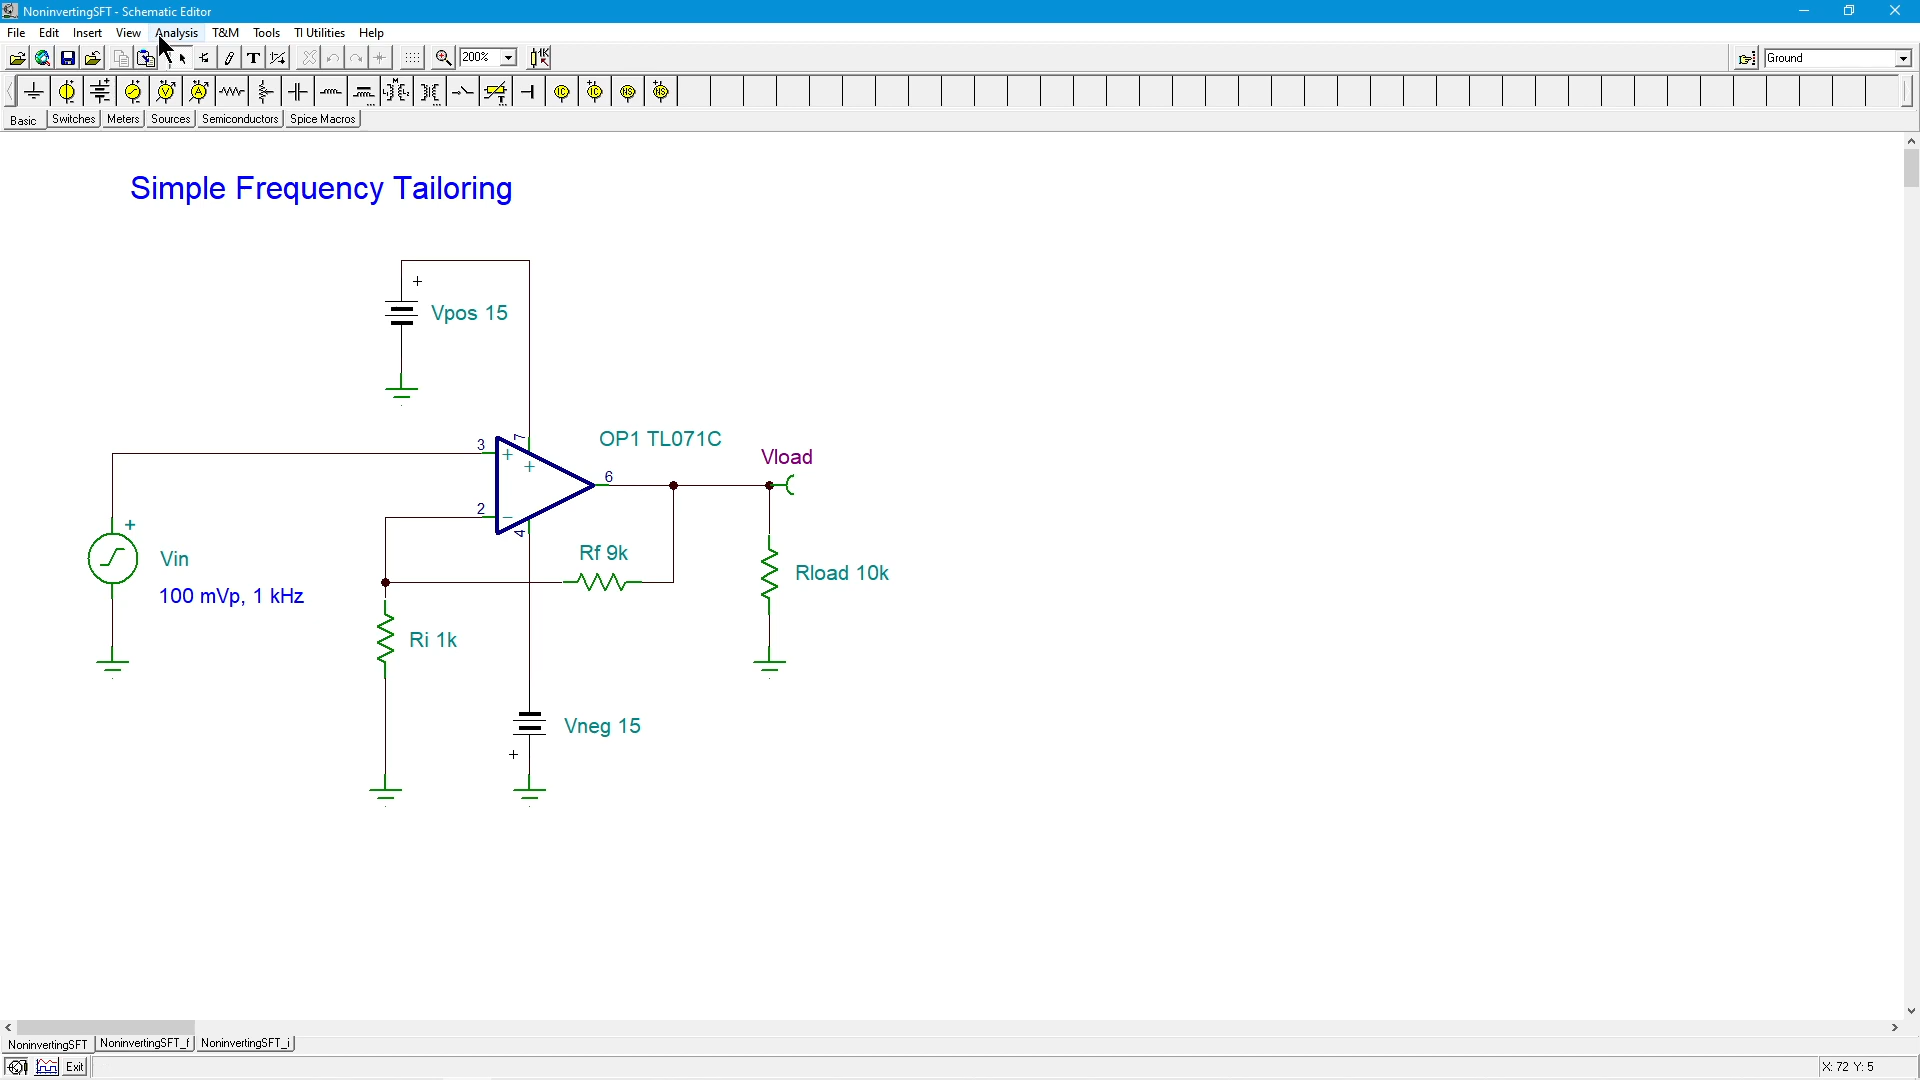 NoninvertingSFT - Schematic Editor
File Edit Insert View Analysis T&M Tools TI Utilities Help
200%
Ground
Basic Switches Meters Sources Semiconductors Spice Macros
Simple Frequency Tailoring
+
Vpos 15
OP1 TL071C
Vload
3
7
+
+
6
2
−
4
+
Vin
100 mVp, 1 kHz
Rf 9k
Rload 10k
Ri 1k
Vneg 15
+
NoninvertingSFT NoninvertingSFT_f NoninvertingSFT_i
Exit
X: 72 Y: 5